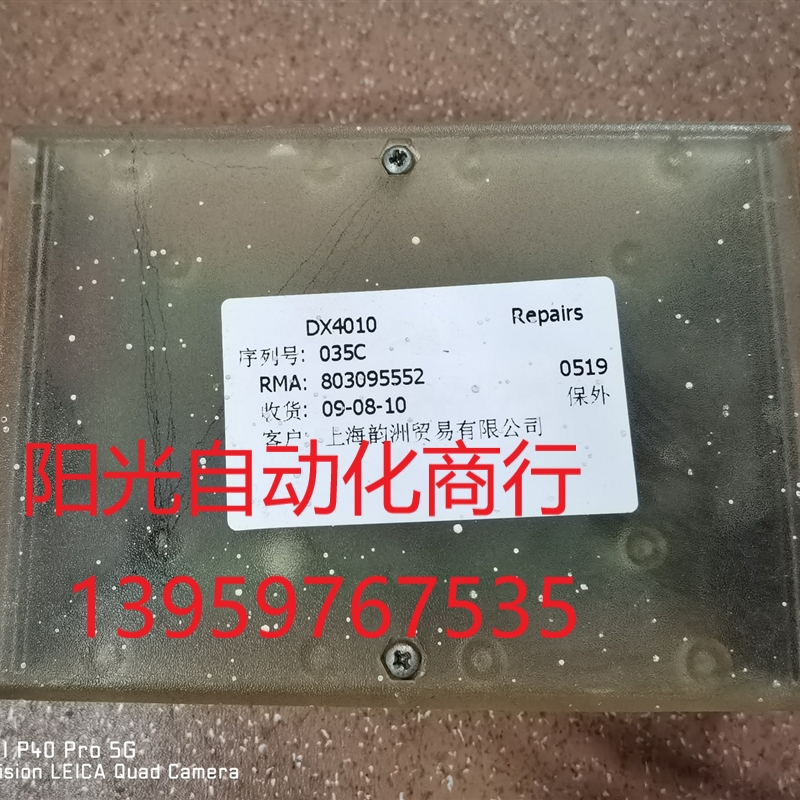 DX4010 Repairs
序列号: 035C
RMA: 803095552 0519
收货: 09-08-10 保外
客户: 上海韵洲贸易有限公司
阳光自动化商行
13959767535
P40 Pro 5G
LEICA Quad Camera